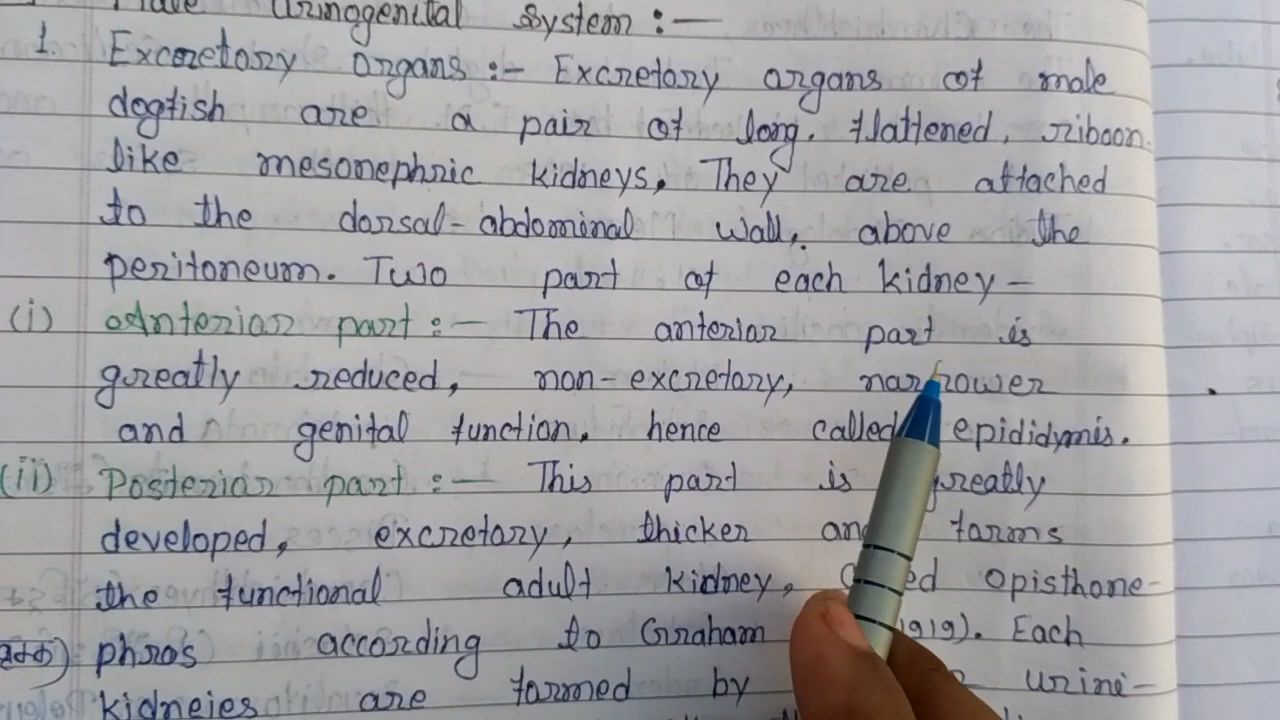 Male Urinogenital System :—
1. Excretory Organs :- Excretory organs of male
dogfish are a pair of long, flattened, riboon
like mesonephric kidneys, They are attached
to the dorsal-abdominal wall, above the
peritoneum. Two part of each kidney -
(i) Anterior part :- The anterior part is
greatly reduced, non-excretory, narrower
and genital function, hence called epididymis.
(ii) Posterior part :- This part is greatly
developed, excretory, thicker and forms
the functional adult kidney, opisthone-
phros according to Graham 1919). Each
kidneies are formed by urini-